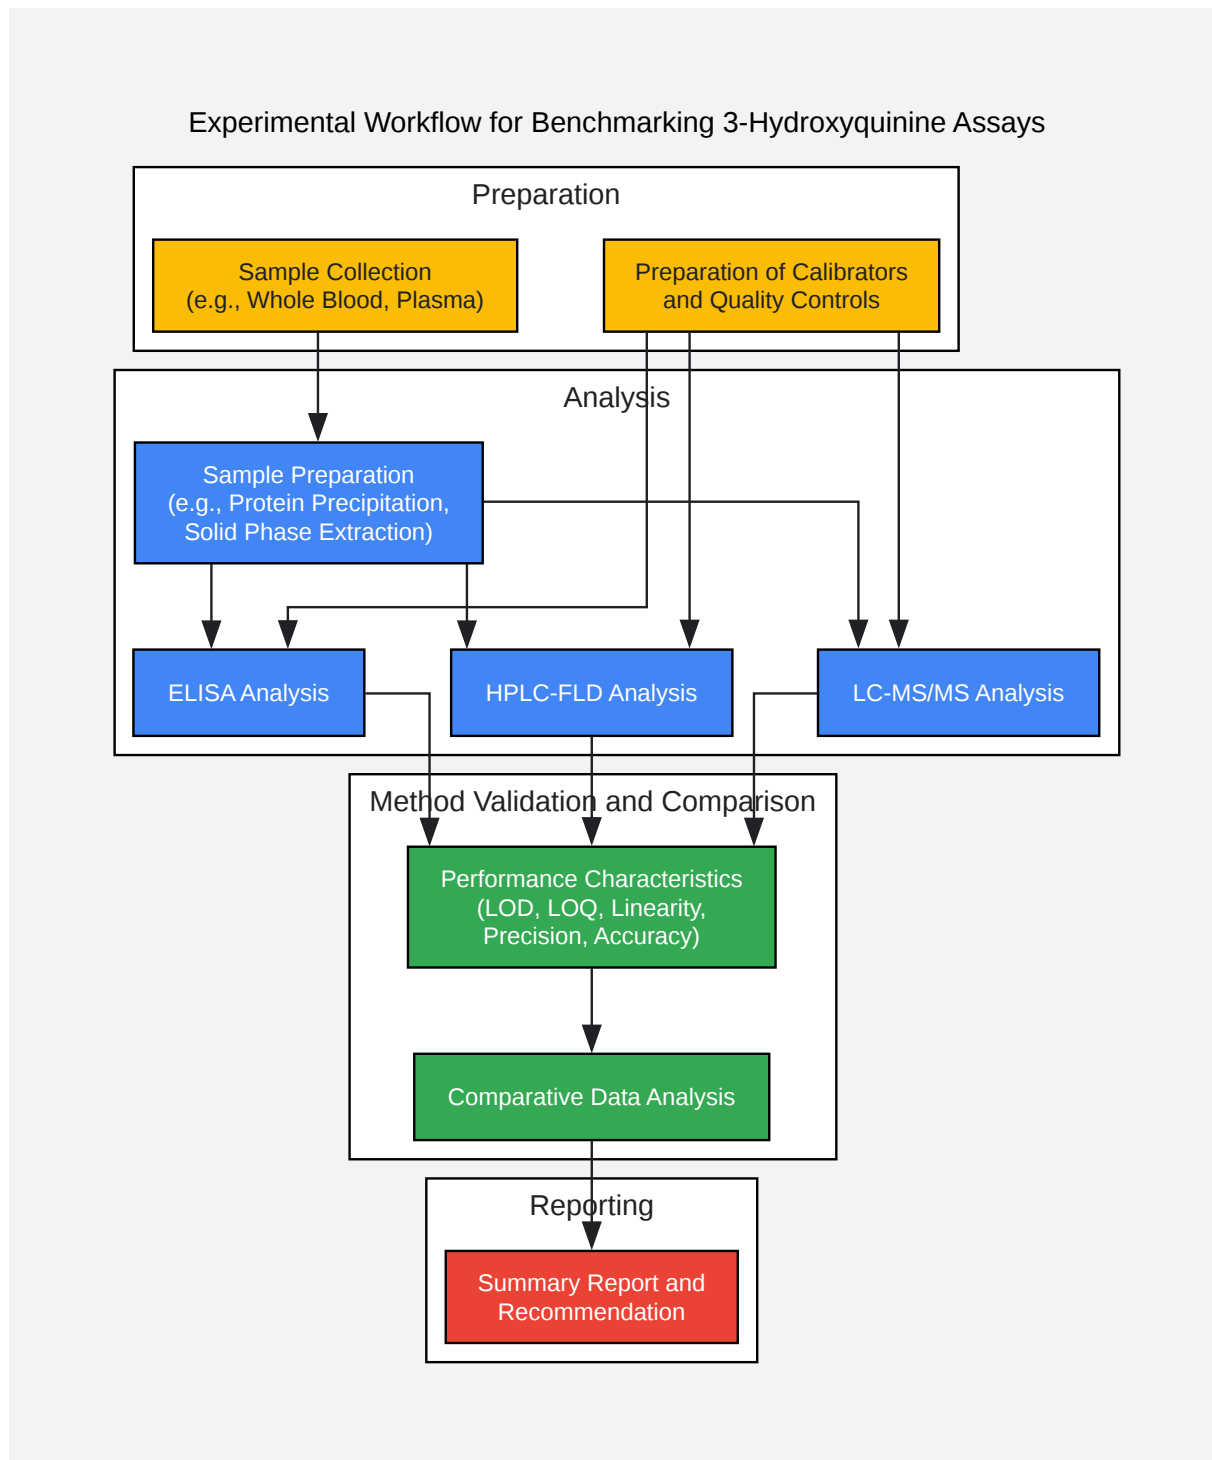 Experimental Workflow for Benchmarking 3-Hydroxyquinine Assays
Preparation
Sample Collection
(e.g., Whole Blood, Plasma)
Preparation of Calibrators
and Quality Controls
Analysis
Sample Preparation
(e.g., Protein Precipitation,
Solid Phase Extraction)
ELISA Analysis
HPLC-FLD Analysis
LC-MS/MS Analysis
Method Validation and Comparison
Performance Characteristics
(LOD, LOQ, Linearity,
Precision, Accuracy)
Comparative Data Analysis
Reporting
Summary Report and
Recommendation